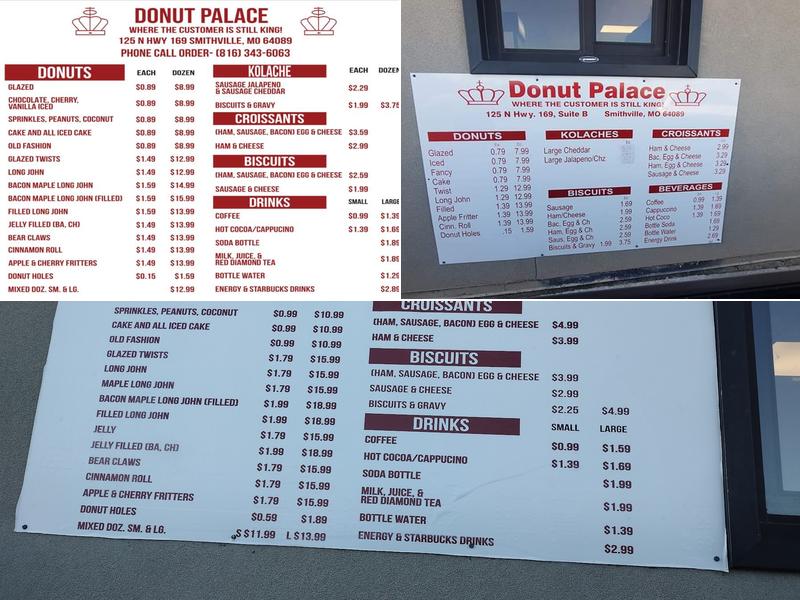 DONUT PALACE
WHERE THE CUSTOMER IS STILL KING!
125 N HWY 169 SMITHVILLE, MO 64089
PHONE CALL ORDER- (816) 343-6063
DONUTS EACH DOZEN
GLAZED $0.89 $8.99
CHOCOLATE, CHERRY,
VANILLA ICED $0.89 $8.99
SPRINKLES, PEANUTS, COCONUT $0.89 $8.99
CAKE AND ALL ICED CAKE $0.89 $8.99
OLD FASHION $0.89 $8.99
GLAZED TWISTS $1.49 $12.99
LONG JOHN $1.49 $12.99
BACON MAPLE LONG JOHN $1.59 $14.99
BACON MAPLE LONG JOHN (FILLED) $1.59 $15.99
FILLED LONG JOHN $1.59 $13.99
JELLY FILLED (BA, CH) $1.49 $13.99
BEAR CLAWS $1.49 $13.99
CINNAMON ROLL $1.49 $13.99
APPLE & CHERRY FRITTERS $1.49 $13.99
DONUT HOLES $0.15 $1.59
MIXED DOZ. SM. & LG. $12.99
KOLACHE EACH DOZEN
SAUSAGE JALAPENO
& SAUSAGE CHEDDAR $2.29
BISCUITS & GRAVY $1.99 $3.75
CROISSANTS
(HAM, SAUSAGE, BACON) EGG & CHEESE $3.59
HAM & CHEESE $2.99
BISCUITS
(HAM, SAUSAGE, BACON) EGG & CHEESE $2.59
SAUSAGE & CHEESE $1.99
DRINKS SMALL LARGE
COFFEE $0.99 $1.39
HOT COCOA/CAPPUCINO $1.39 $1.69
SODA BOTTLE $1.89
MILK, JUICE, &
RED DIAMOND TEA $1.89
BOTTLE WATER $1.29
ENERGY & STARBUCKS DRINKS $2.89
Donut Palace
WHERE THE CUSTOMER IS STILL KING!
125 N Hwy. 169, Suite B Smithville, MO 64089
DONUTS
Glazed 0.79 7.99
Iced 0.79 7.99
Fancy 0.79 7.99
Cake 0.79 7.99
Twist 1.29 12.99
Long John 1.29 12.99
Filled 1.39 13.99
Apple Fritter 1.39 13.99
Cinn. Roll 1.39 13.99
Donut Holes .15 1.59
KOLACHES
Large Cheddar
Large Jalapeno/Chz
BISCUITS
Sausage 1.69
Ham/Cheese 1.99
Bac, Egg & Ch 2.59
Ham, Egg & Ch 2.59
Saus, Egg & Ch 2.59
Biscuits & Gravy 1.99 3.75
CROISSANTS
Ham & Cheese 2.99
Bac, Egg & Cheese 3.29
Ham, Egg & Cheese 3.29
Sausage & Cheese 3.29
BEVERAGES
Coffee 0.99 1.39
Cappuccino 1.39 1.69
Hot Coco 1.39 1.69
Bottle Soda 1.69
Bottle Water 1.29
Energy Drink 2.69
SPRINKLES, PEANUTS, COCONUT $0.99 $10.99
CAKE AND ALL ICED CAKE $0.99 $10.99
OLD FASHION $0.99 $10.99
GLAZED TWISTS $1.79 $15.99
LONG JOHN $1.79 $15.99
MAPLE LONG JOHN $1.79 $15.99
BACON MAPLE LONG JOHN (FILLED) $1.99 $18.99
FILLED LONG JOHN $1.99 $18.99
JELLY $1.79 $15.99
JELLY FILLED (BA, CH) $1.99 $18.99
BEAR CLAWS $1.79 $15.99
CINNAMON ROLL $1.79 $15.99
APPLE & CHERRY FRITTERS $1.79 $15.99
DONUT HOLES $0.59 $1.89
MIXED DOZ. SM. & LG. S $11.99 L $13.99
CROISSANTS
(HAM, SAUSAGE, BACON) EGG & CHEESE $4.99
HAM & CHEESE $3.99
BISCUITS
(HAM, SAUSAGE, BACON) EGG & CHEESE $3.99
SAUSAGE & CHEESE $2.99
BISCUITS & GRAVY $2.25 $4.99
DRINKS SMALL LARGE
COFFEE $0.99 $1.59
HOT COCOA/CAPPUCINO $1.39 $1.69
SODA BOTTLE $1.99
MILK, JUICE, &
RED DIAMOND TEA $1.99
BOTTLE WATER $1.39
ENERGY & STARBUCKS DRINKS $2.99